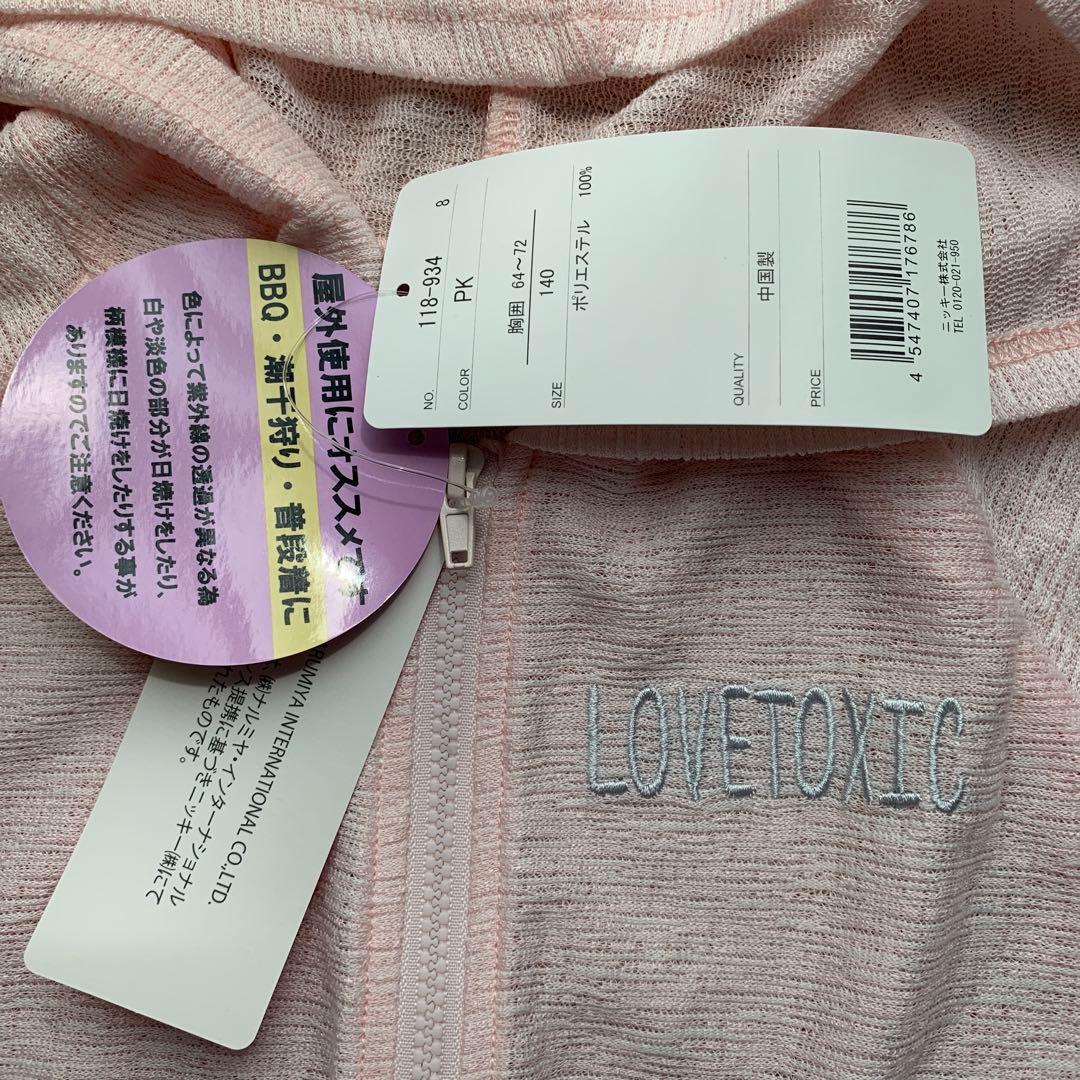 屋外使用にオススメです
BBQ・潮干狩り・普段着に
色によって紫外線の透過が異なる為
白や淡色の部分が日焼けをしたり、
柄模様に日焼けをしたりする事が
ありますのでご注意ください。
NO. 118-934 8
COLOR PK
胸囲 64～72
SIZE 140
ポリエステル 100%
QUALITY
中国製
PRICE
4 547407 176786
ニッキー株式会社
TEL 0120-021-950
INTERNATIONAL CO.,LTD.
㈱ナルミヤ・インターナショナル
ス提携に基づきニッキー㈱にて
たものです。
LOVETOXIC